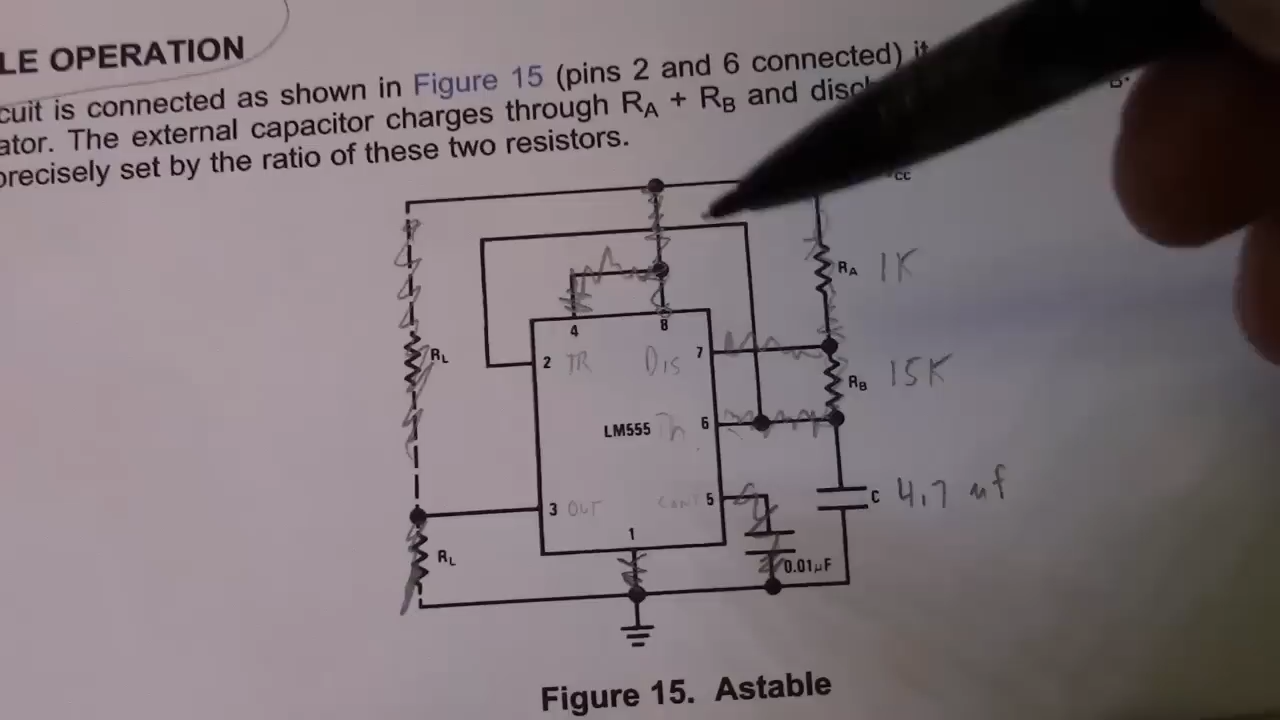 LE OPERATION
cuit is connected as shown in Figure 15 (pins 2 and 6 connected) it
ator. The external capacitor charges through RA + RB and disch
precisely set by the ratio of these two resistors.
CC
RA 1K
4 8
RL 2 TR DIS 7
RB 15K
LM555 Th 6
C 4.7 uf
3 OUT CONT 5
1
RL
0.01μF
Figure 15. Astable